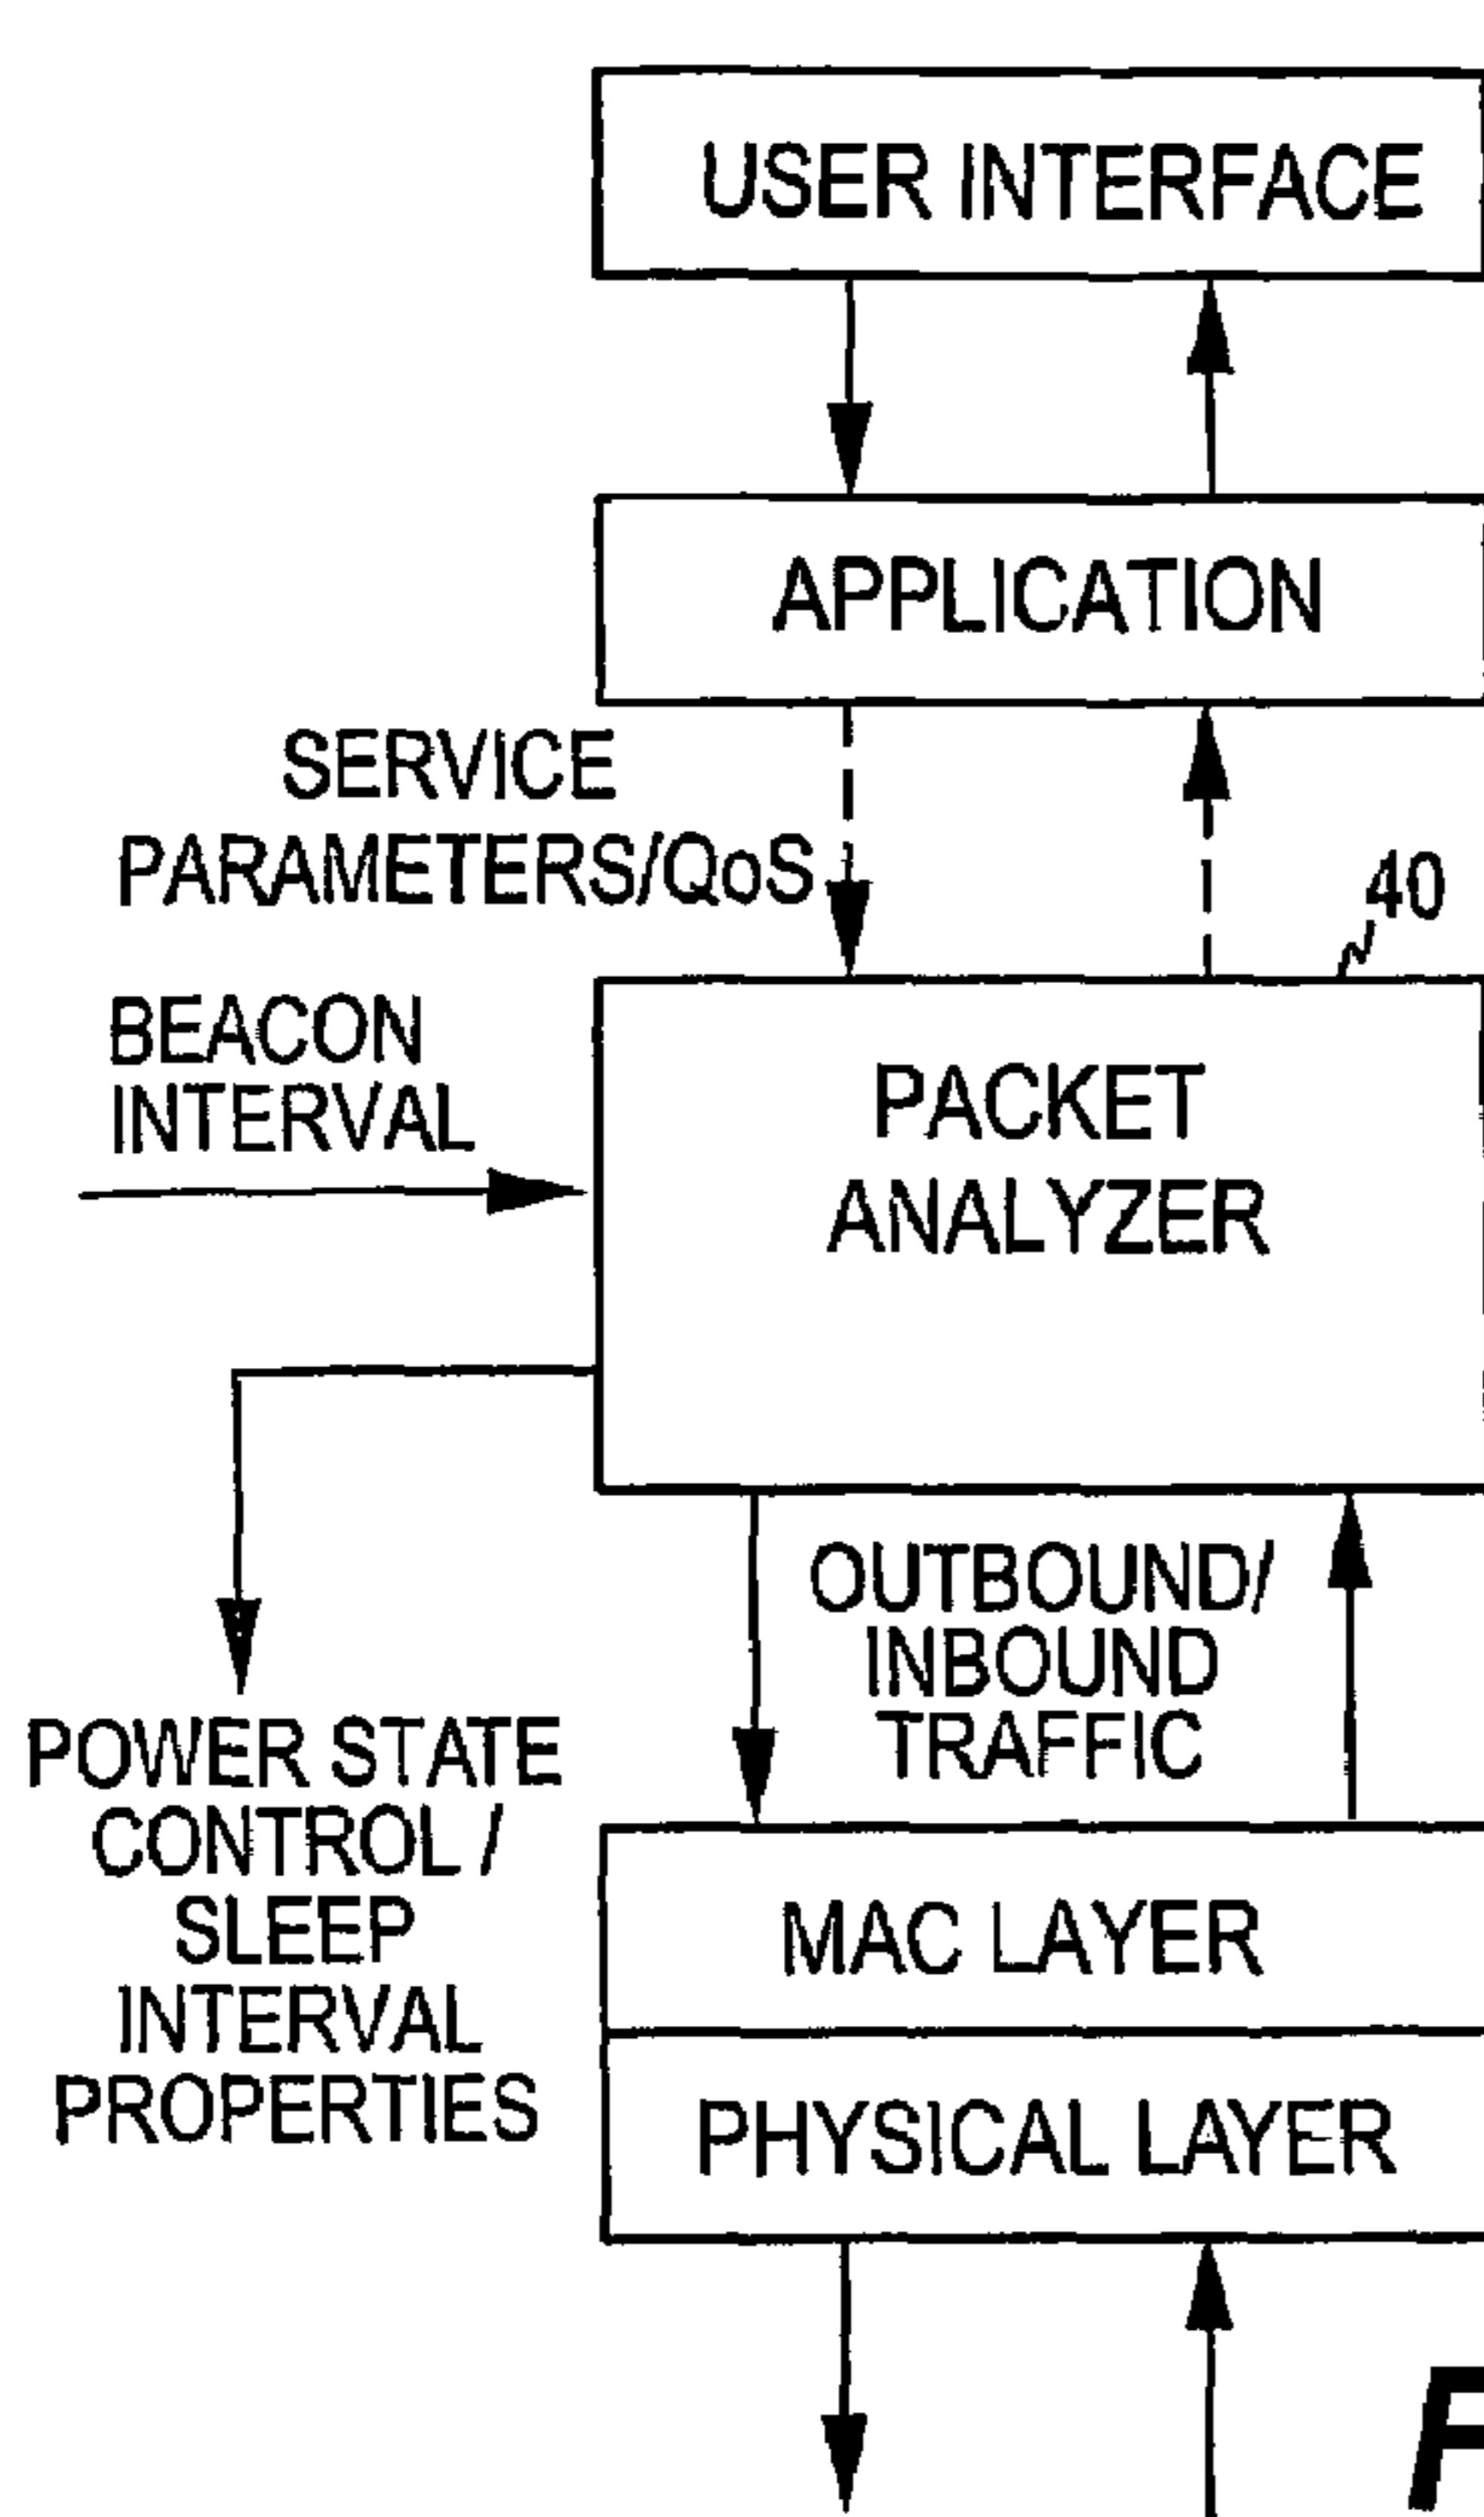 USER INTERFACE
APPLICATION
SERVICE
PARAMETERS/QoS
40
BEACON
INTERVAL
PACKET
ANALYZER
OUTBOUND/
INBOUND
TRAFFIC
POWER STATE
CONTROL /
SLEEP
INTERVAL
PROPERTIES
MAC LAYER
PHYSICAL LAYER
F